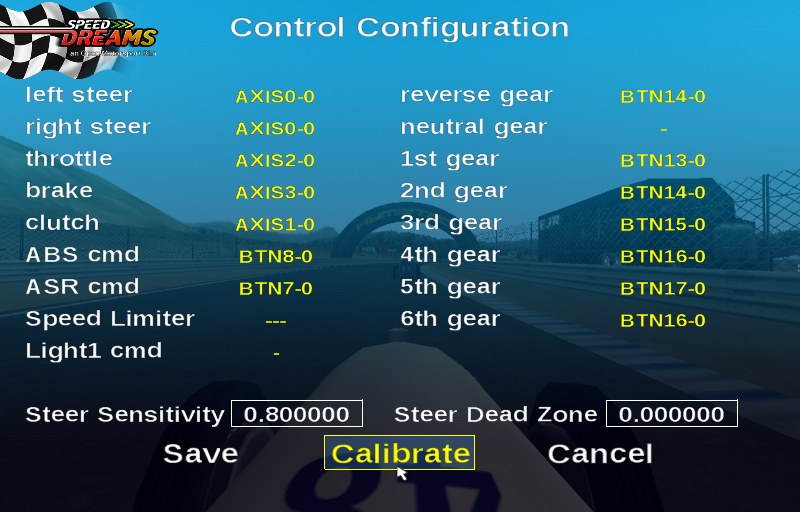 SPEED
DREAMS
Control Configuration
left steer AXIS0-0 reverse gear BTN14-0
right steer AXIS0-0 neutral gear -
throttle AXIS2-0 1st gear BTN13-0
brake AXIS3-0 2nd gear BTN14-0
clutch AXIS1-0 3rd gear BTN15-0
ABS cmd BTN8-0 4th gear BTN16-0
ASR cmd BTN7-0 5th gear BTN17-0
Speed Limiter --- 6th gear BTN16-0
Light1 cmd -
Steer Sensitivity 0.800000 Steer Dead Zone 0.000000
Save Calibrate Cancel